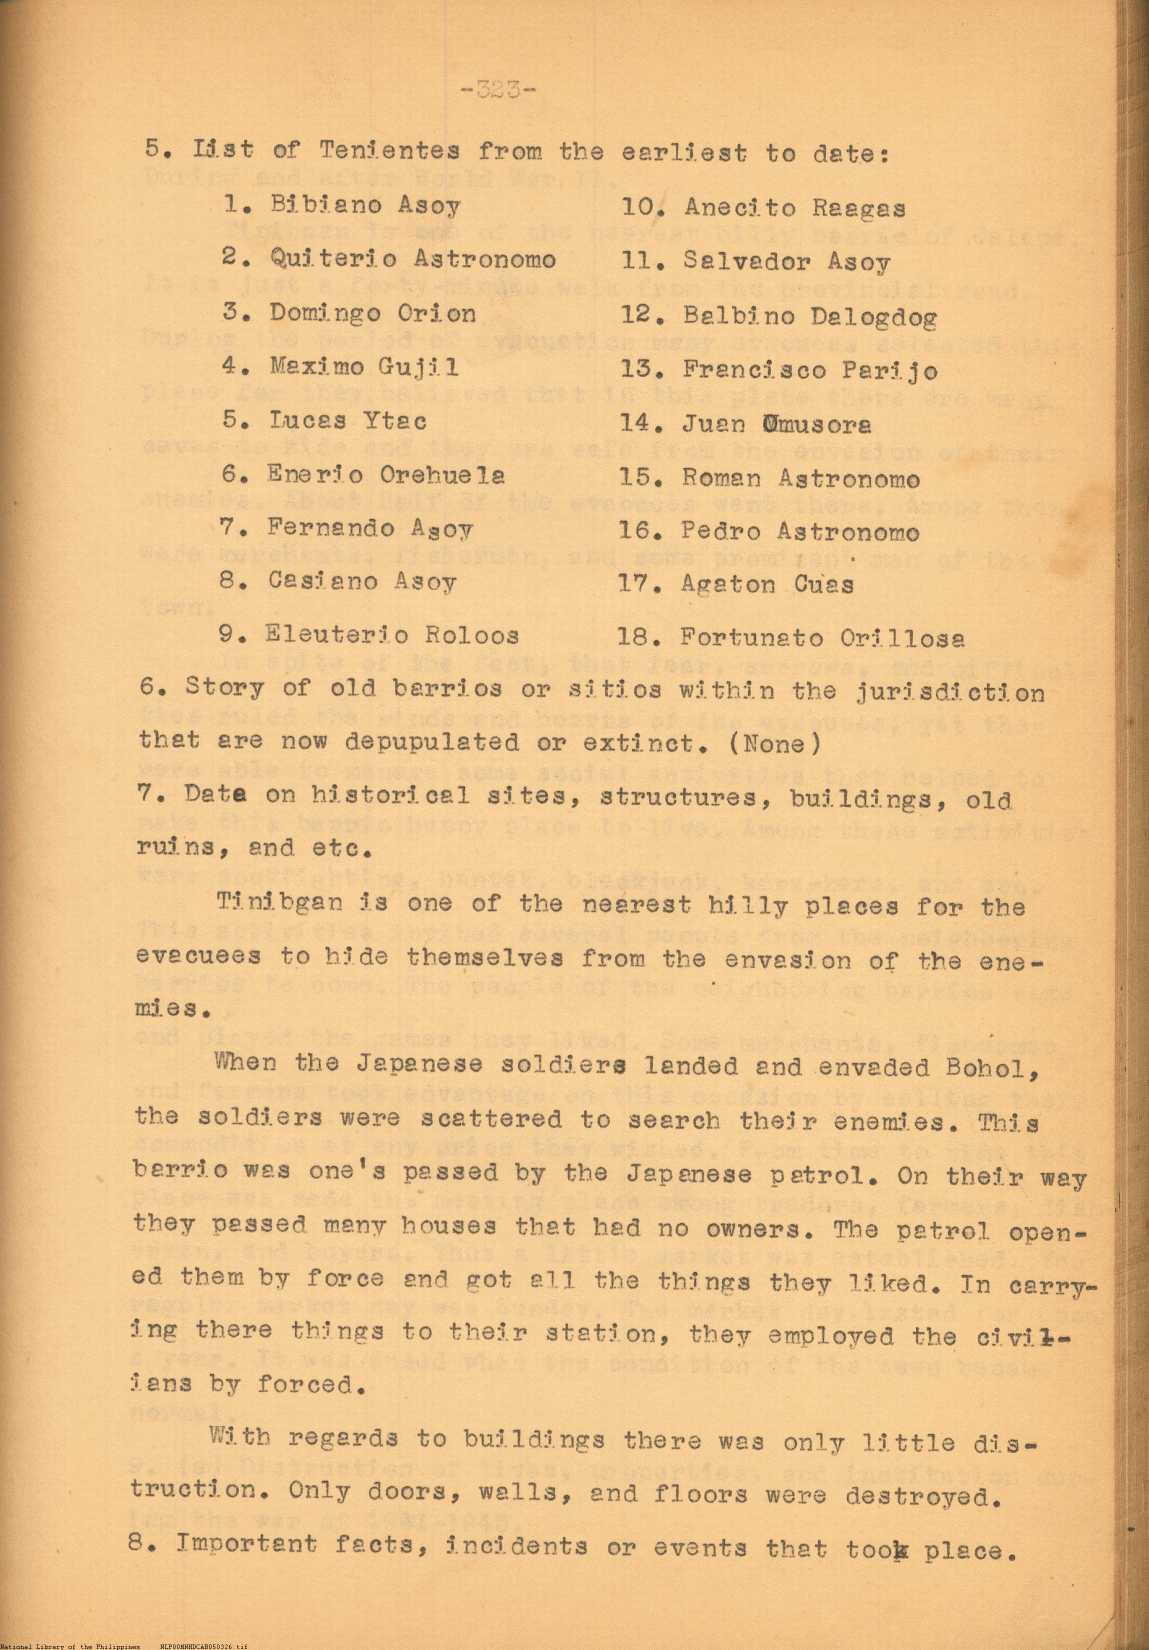 -323-
5. List of Tenientes from the earliest to date:
1. Bibiano Asoy
2. Quiterio Astronomo
3. Domingo Orion
4. Maximo Gujil
5. Lucas Ytac
6. Enerio Orehuela
7. Fernando Asoy
8. Casiano Asoy
9. Eleuterio Roloos
10. Anecito Raagas
11. Salvador Asoy
12. Balbino Dalogdog
13. Francisco Parijo
14. Juan Omusora
15. Roman Astronomo
16. Pedro Astronomo
17. Agaton Cuas
18. Fortunato Orillosa
6. Story of old barrios or sitios within the jurisdiction
that are now depupulated or extinct. (None)
7. Data on historical sites, structures, buildings, old
ruins, and etc.
Tinibgan is one of the nearest hilly places for the
evacuees to hide themselves from the envasion of the ene-
mies.
When the Japanese soldiers landed and envaded Bohol,
the soldiers were scattered to search their enemies. This
barrio was one's passed by the Japanese patrol. On their way
they passed many houses that had no owners. The patrol open-
ed them by force and got all the things they liked. In carry-
ing there things to their station, they employed the civil-
ians by forced.
With regards to buildings there was only little dis-
truction. Only doors, walls, and floors were destroyed.
8. Important facts, incidents or events that took place.
National Library of the Philippines NLP00MNHDCAB050326.tif